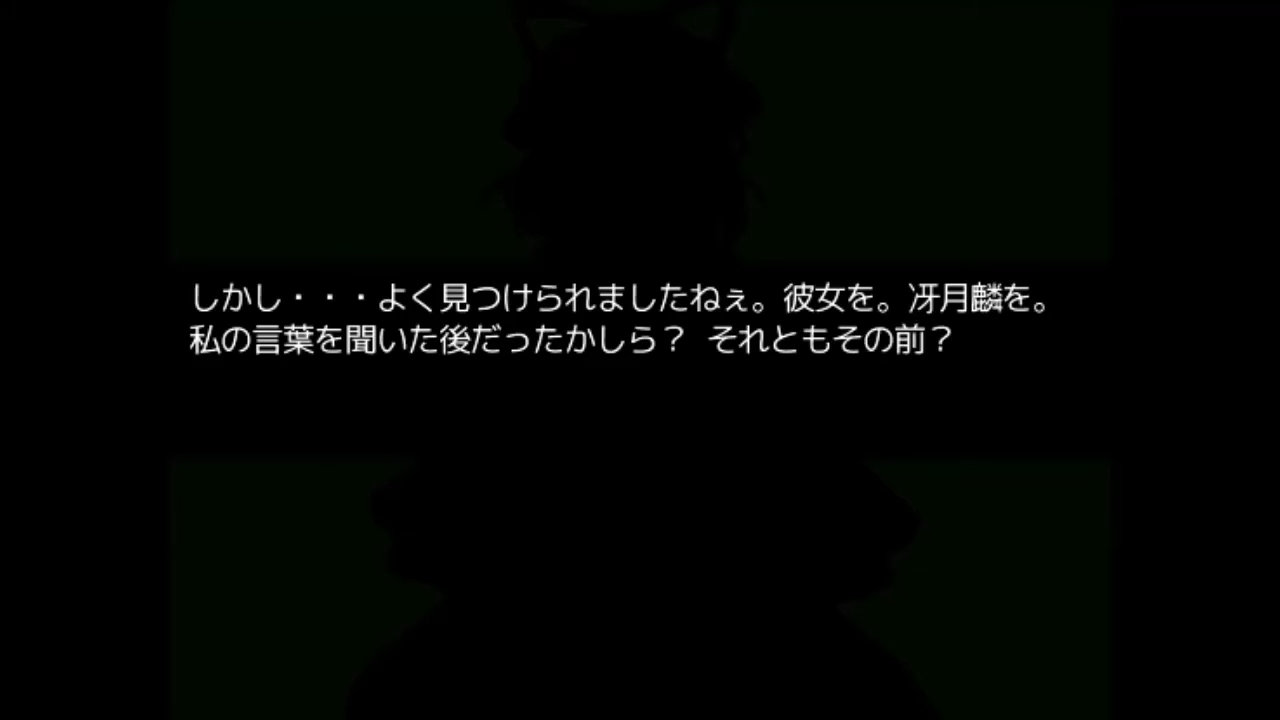 しかし・・・よく見つけられましたねぇ。彼女を。冴月麟を。
私の言葉を聞いた後だったかしら？ それともその前？